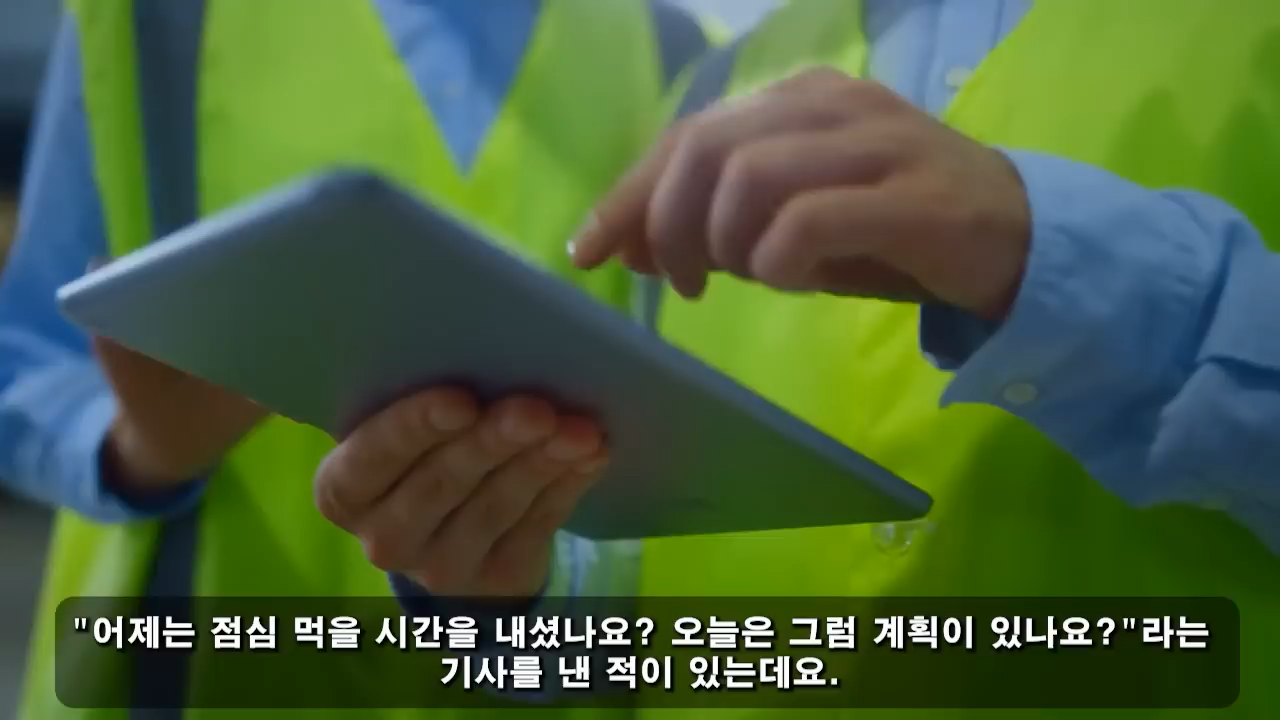 "어제는 점심 먹을 시간을 내셨나요? 오늘은 그럼 계획이 있나요?"라는
기사를 낸 적이 있는데요.